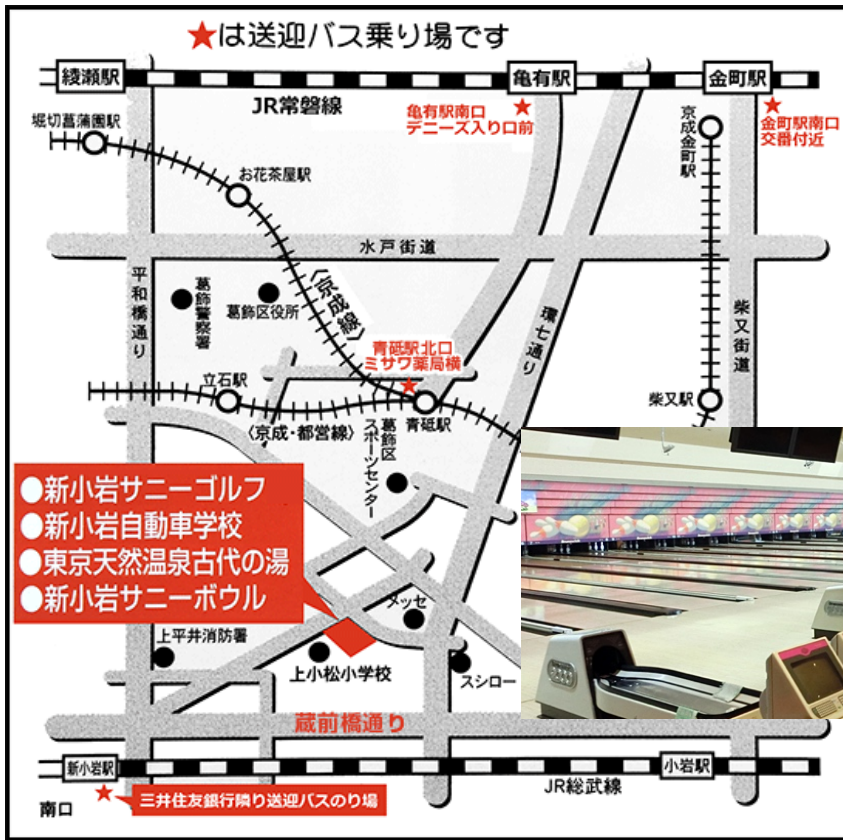 ★は送迎バス乗り場です
綾瀬駅
亀有駅
金町駅
JR常磐線
亀有駅南口
デニーズ入り口前
金町駅南口
交番付近
堀切菖蒲園駅
京成金町駅
お花茶屋駅
水戸街道
平和橋通り
葛飾警察署
葛飾区役所
〈京成線〉
環七通り
柴又街道
青砥駅北口
ミサワ薬局横
立石駅
青砥駅
柴又駅
〈京成・都営線〉
葛飾区
スポーツセンター
●新小岩サニーゴルフ
●新小岩自動車学校
●東京天然温泉古代の湯
●新小岩サニーボウル
メッセ
上平井消防署
上小松小学校
スシロー
蔵前橋通り
新小岩駅
小岩駅
JR総武線
南口
三井住友銀行隣り送迎バスのり場